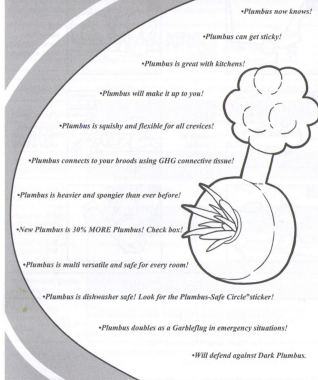 •Plumbus now knows!
•Plumbus can get sticky!
•Plumbus is great with kitchens!
•Plumbus will make it up to you!
•Plumbus is squishy and flexible for all crevices!
•Plumbus connects to your broods using GHG connective tissue!
•Plumbus is heavier and spongier than ever before!
•New Plumbus is 30% MORE Plumbus! Check box!
•Plumbus is multi versatile and safe for every room!
•Plumbus is dishwasher safe! Look for the Plumbus-Safe Circle"sticker!
•Plumbus doubles as a Garbleflug in emergency situations!
•Will defend against Dark Plumbus.